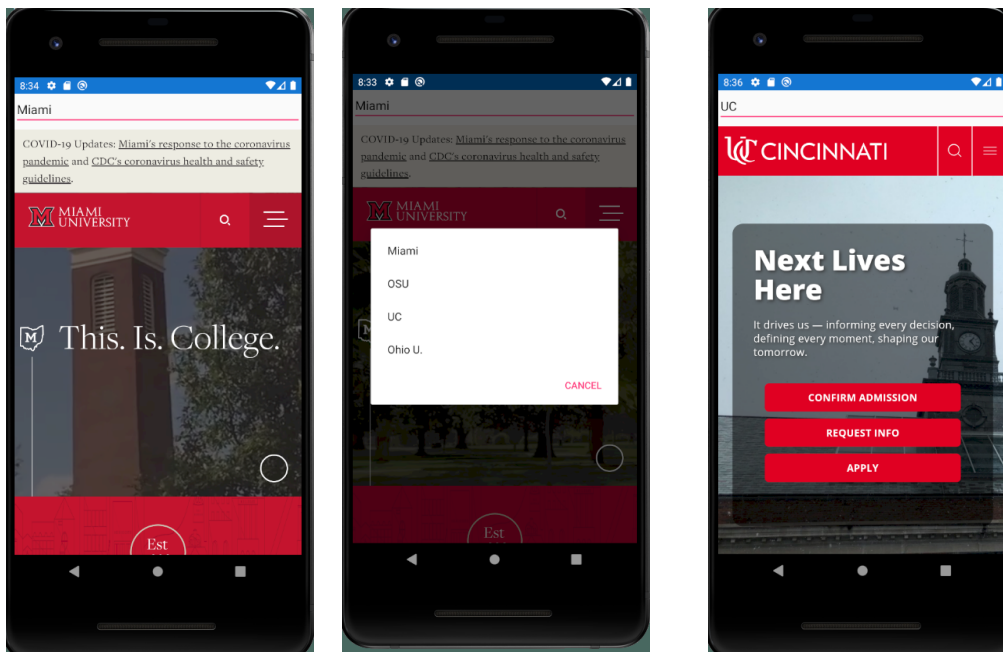 8:34
Miami
COVID-19 Updates: Miami's response to the coronavirus
pandemic and CDC's coronavirus health and safety
guidelines.
M MIAMI
UNIVERSITY
M This. Is. College.
Est
8:33
Miami
COVID-19 Updates: Miami's response to the coronavirus
pandemic and CDC's coronavirus health and safety
guidelines.
M MIAMI
UNIVERSITY
Miami
OSU
UC
Ohio U.
CANCEL
Est
8:36
UC
UC CINCINNATI
Next Lives
Here
It drives us — informing every decision,
defining every moment, shaping our
tomorrow.
CONFIRM ADMISSION
REQUEST INFO
APPLY